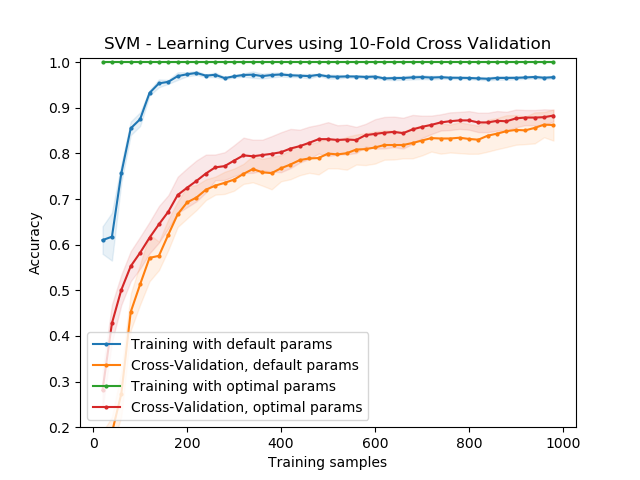 SVM - Learning Curves using 10-Fold Cross Validation
1.0
0.9
0.8
0.7
0.6
0.5
0.4
0.3
0.2
Accuracy
Training with default params
Cross-Validation, default params
Training with optimal params
Cross-Validation, optimal params
0 200 400 600 800 1000
Training samples